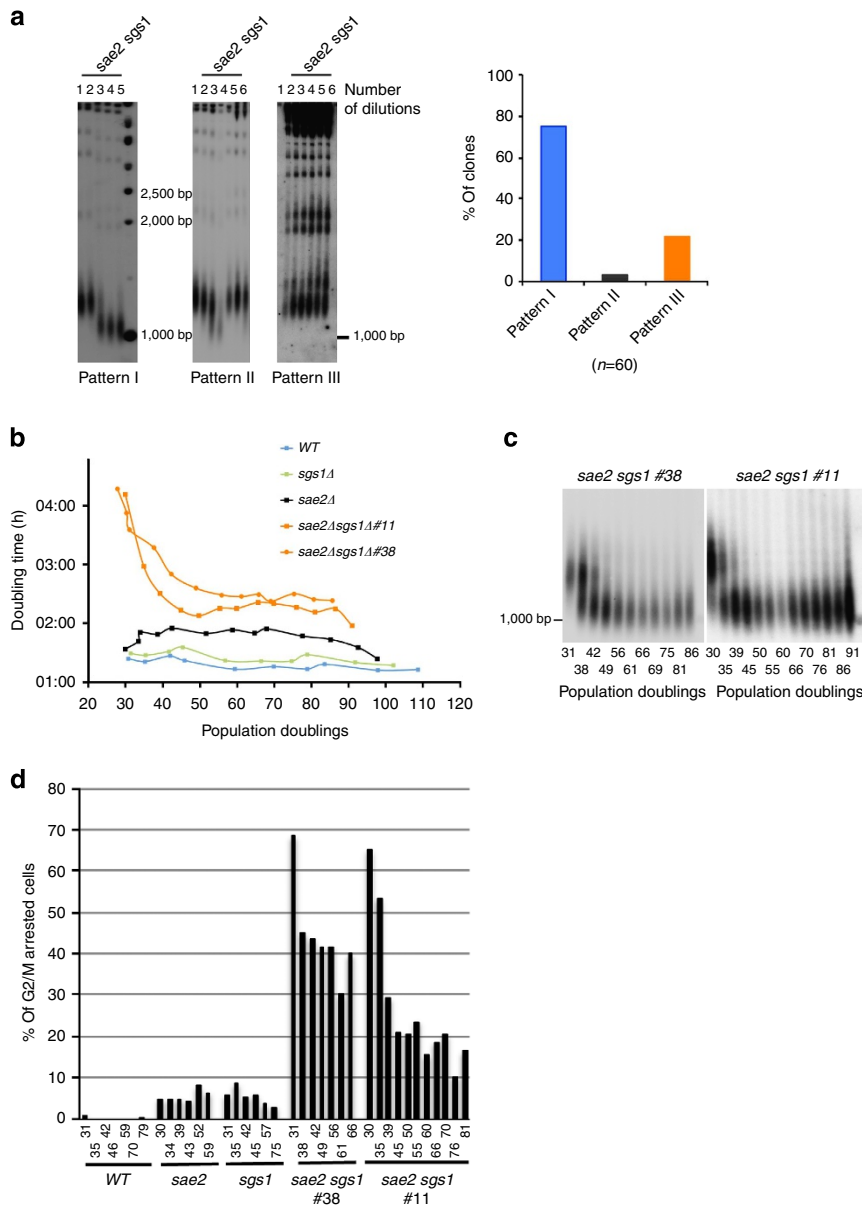 a
sae2 sgs1
sae2 sgs1
sae2 sgs1
1 2 3 4 5
1 2 3 4 5 6
1 2 3 4 5 6
Number
of dilutions
2,500 bp
2,000 bp
1,000 bp
1,000 bp
Pattern I
Pattern II
Pattern III
% Of clones
100
80
60
40
20
0
Pattern I
Pattern II
Pattern III
(n=60)
b
Doubling time (h)
04:00
03:00
02:00
01:00
20 30 40 50 60 70 80 90 100 110 120
Population doublings
WT
sgs1Δ
sae2Δ
sae2Δsgs1Δ#11
sae2Δsgs1Δ#38
c
sae2 sgs1 #38
sae2 sgs1 #11
1,000 bp
31 42 56 66 75 86
38 49 61 69 81
30 39 50 60 70 81 91
35 45 55 66 76 86
Population doublings
Population doublings
d
% Of G2/M arrested cells
80
70
60
50
40
30
20
10
0
31 35 42 46 59 70 79
30 34 39 43 52 59
31 35 42 45 57 75
31 38 42 49 56 61 66
30 35 39 45 50 55 60 66 70 76 81
WT
sae2
sgs1
sae2 sgs1
#38
sae2 sgs1
#11